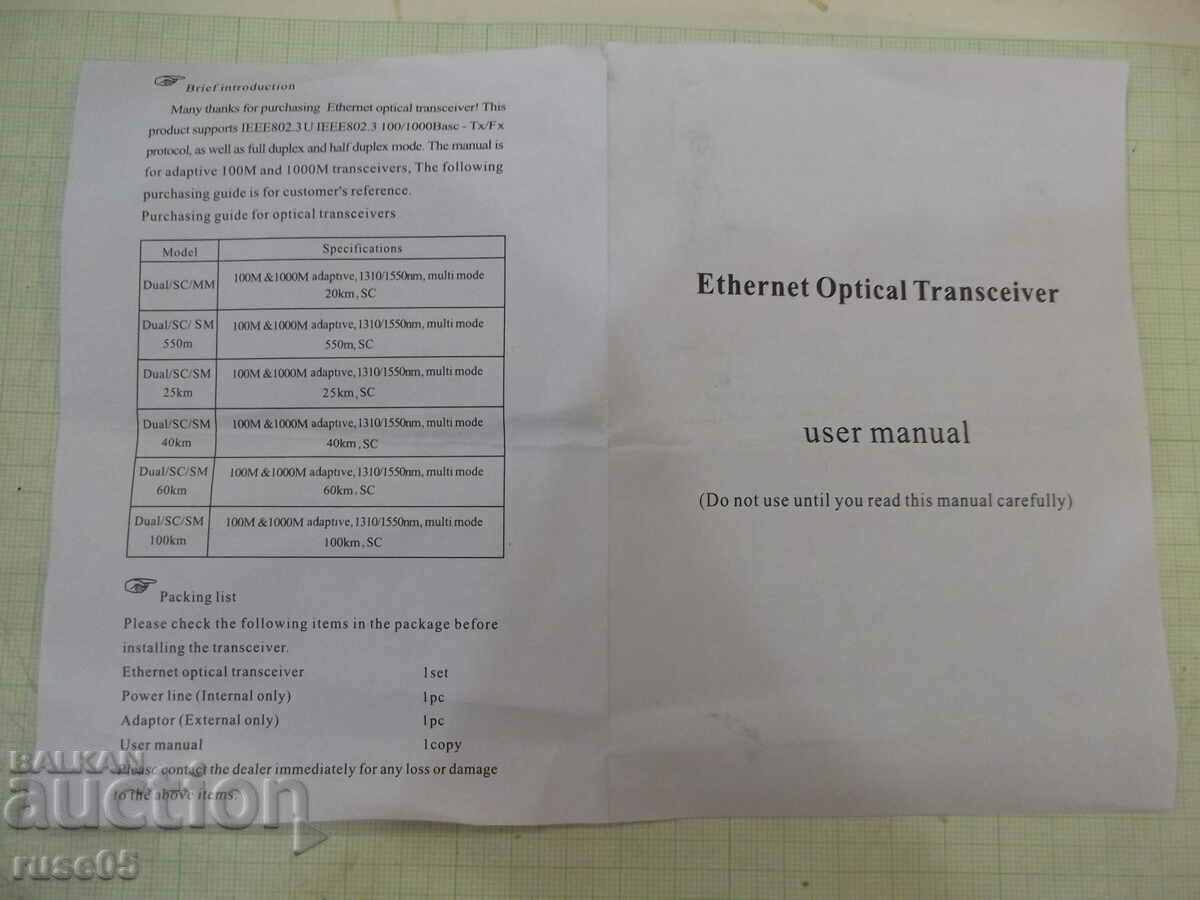 Brief introduction
Many thanks for purchasing Ethernet optical transceiver! This
product supports IEEE802.3U IEEE802.3 100/1000Basc - Tx/Fx
protocol, as well as full duplex and half duplex mode. The manual is
for adaptive 100M and 1000M transceivers, The following
purchasing guide is for customer's reference.
Purchasing guide for optical transceivers
Model Specifications
Dual/SC/MM 100M &1000M adaptive, 1310/1550nm, multi mode
20km, SC
Dual/SC/ SM 100M &1000M adaptive, 1310/1550nm, multi mode
550m 550m, SC
Dual/SC/SM 100M &1000M adaptive, 1310/1550nm, multi mode
25km 25km, SC
Dual/SC/SM 100M &1000M adaptive, 1310/1550nm, multi mode
40km 40km, SC
Dual/SC/SM 100M &1000M adaptive, 1310/1550nm, multi mode
60km 60km, SC
Dual/SC/SM 100M &1000M adaptive, 1310/1550nm, multi mode
100km 100km, SC
Packing list
Please check the following items in the package before
installing the transceiver.
Ethernet optical transceiver 1set
Power line (Internal only) 1pc
Adaptor (External only) 1pc
User manual 1copy
Please contact the dealer immediately for any loss or damage
to the above items.
Ethernet Optical Transceiver
user manual
(Do not use until you read this manual carefully)
BALKAN
auction
ruse05